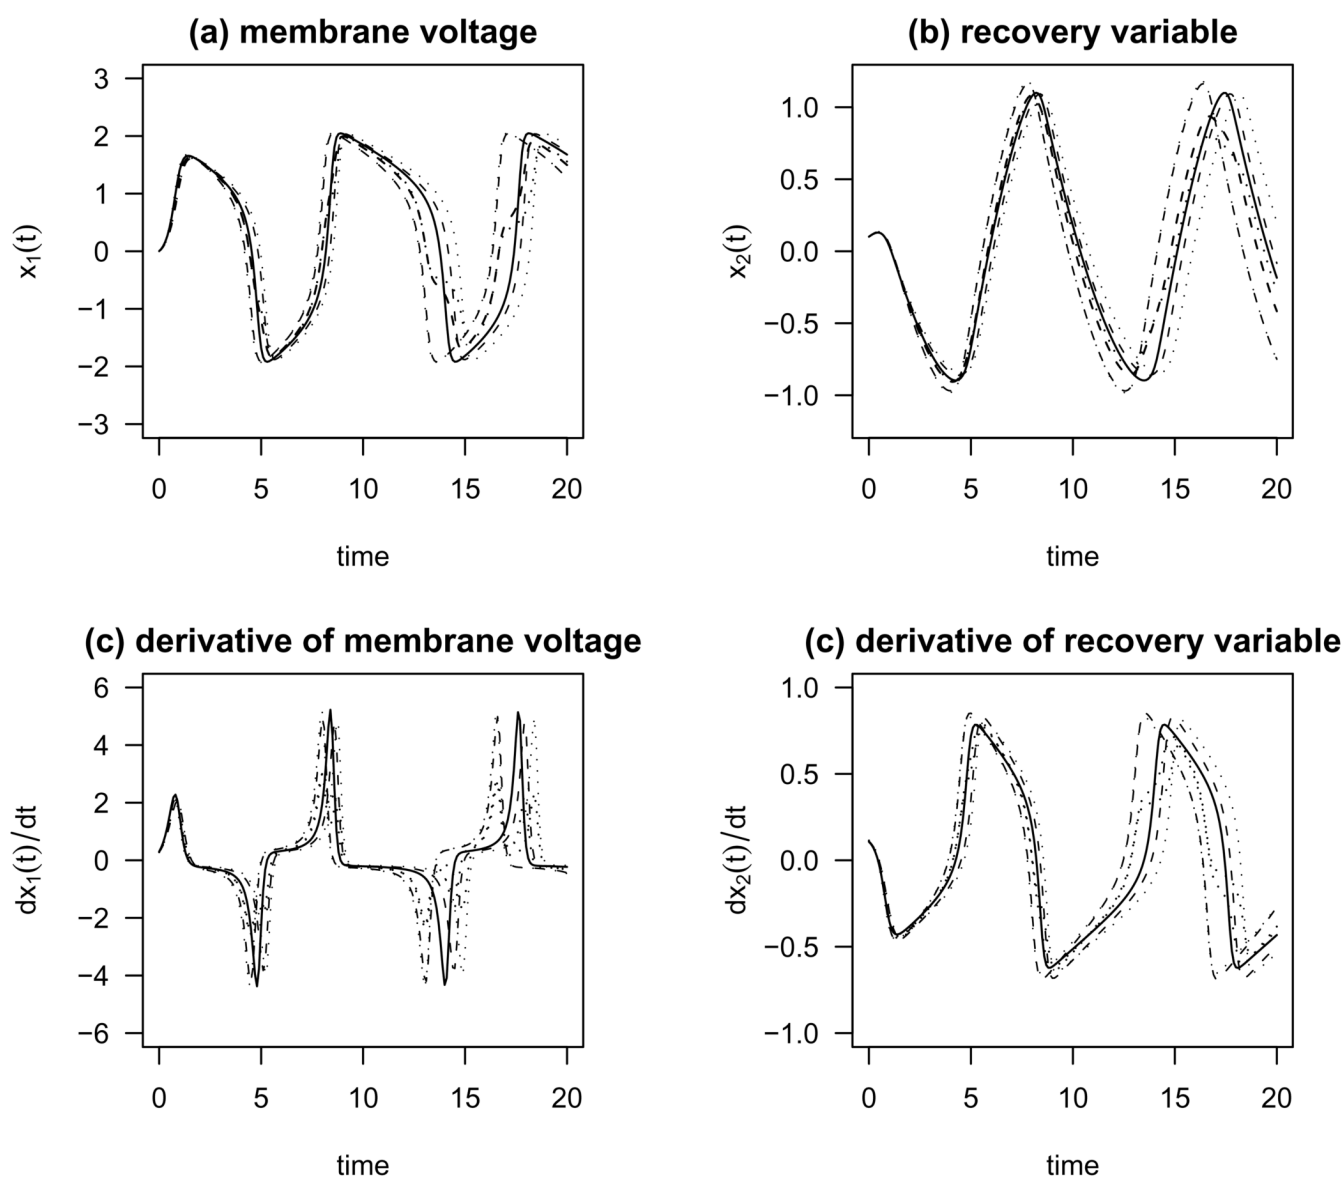 (a) membrane voltage
x₁(t)
3
2
1
0
−1
−2
−3
0 5 10 15 20
time
(b) recovery variable
x₂(t)
1.0
0.5
0.0
−0.5
−1.0
0 5 10 15 20
time
(c) derivative of membrane voltage
dx₁(t)/dt
6
4
2
0
−2
−4
−6
0 5 10 15 20
time
(c) derivative of recovery variable
dx₂(t)/dt
1.0
0.5
0.0
−0.5
−1.0
0 5 10 15 20
time